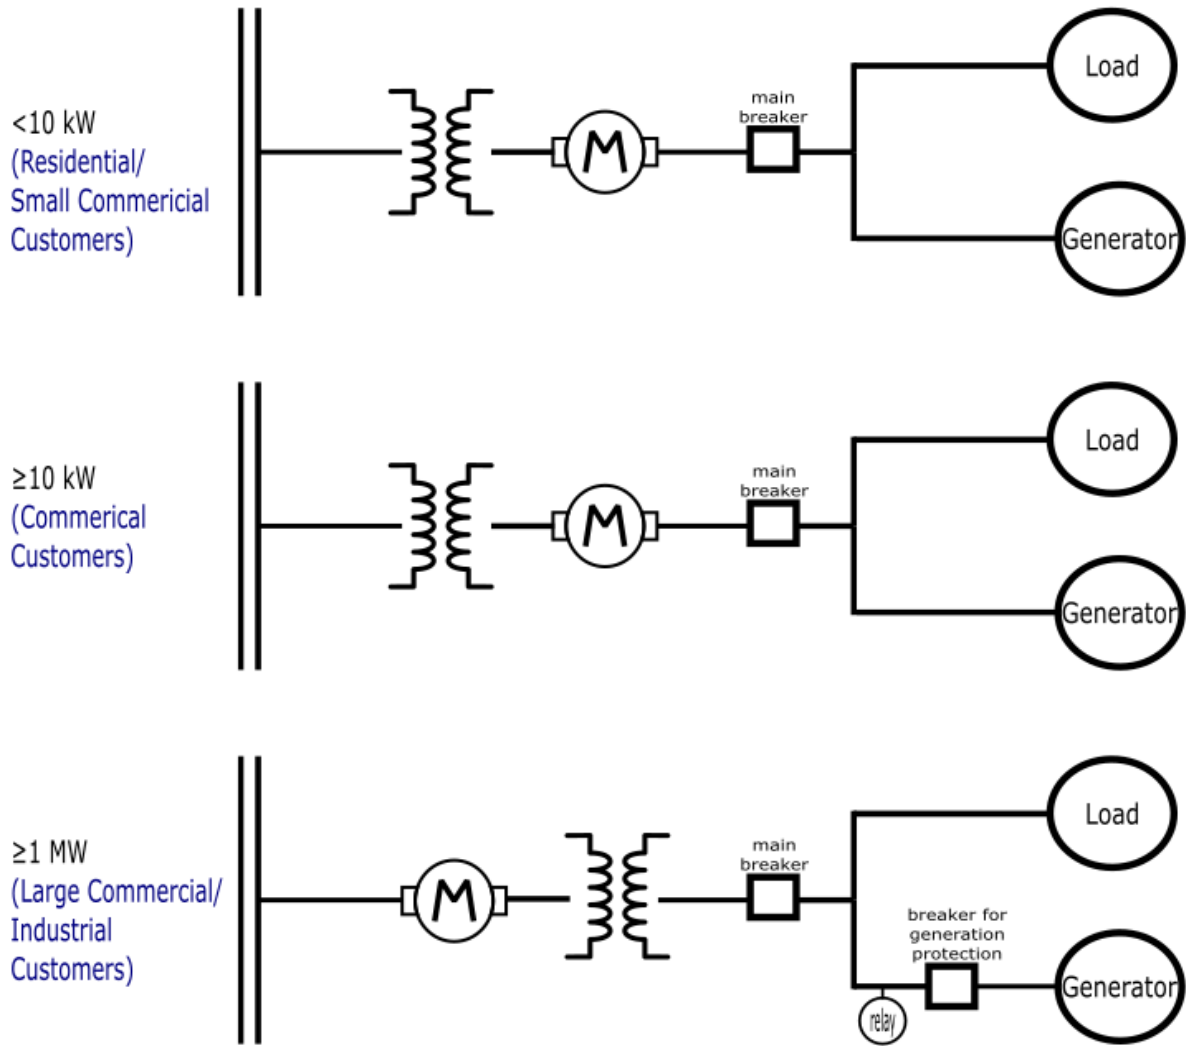 <10 kW
(Residential/
Small Commericial
Customers)
M
main
breaker
Load
Generator
≥10 kW
(Commerical
Customers)
M
main
breaker
Load
Generator
≥1 MW
(Large Commercial/
Industrial
Customers)
M
main
breaker
Load
breaker for
generation
protection
relay
Generator